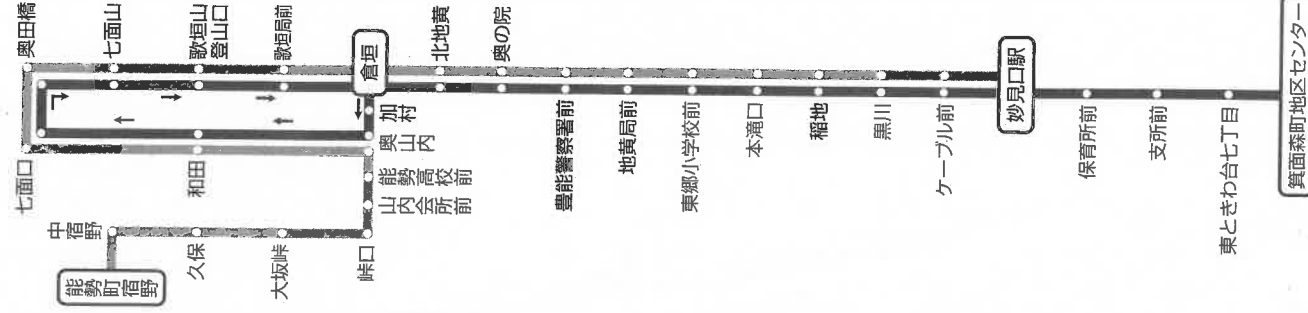 奥田橋
七面山
歌垣山
登山口
歌垣局前
倉垣
北地黄
奥の院
七面口
和田
奥山内
加村
能勢高校前
山内会所前
中宿野
久保
大坂峠
峠口
能勢町宿野
豊能警察署前
地黄局前
東郷小学校前
本滝口
稲地
黒川
ケーブル前
妙見口駅
保育所前
支所前
東ときわ台七丁目
箕面森町地区センター